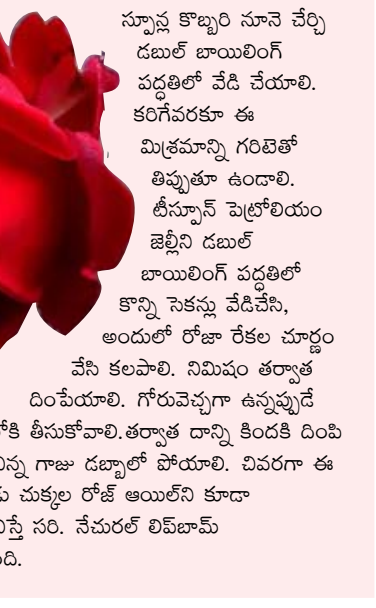 స్పూన్ల కొబ్బరి నూనె చేర్చి
డబుల్ బాయిలింగ్
పద్ధతిలో వేడి చేయాలి.
కరిగేవరకూ ఈ
మిశ్రమాన్ని గరిటెతో
తిప్పుతూ ఉండాలి.
టీస్పూన్ పెట్రోలియం
జెల్లీని డబుల్
బాయిలింగ్ పద్ధతిలో
కొన్ని సెకన్లు వేడిచేసి,
అందులో రోజా రేకల చూర్ణం
వేసి కలపాలి. నిమిషం తర్వాత
దింపేయాలి. గోరువెచ్చగా ఉన్నప్పుడే
తీసుకోవాలి.తర్వాత దాన్ని కిందకి దింపి
గాజు డబ్బాలో పోయాలి. చివరగా ఈ
చుక్కల రోజ్ ఆయిల్‌ని కూడా
సరి. నేచురల్ లిప్‌బామ్